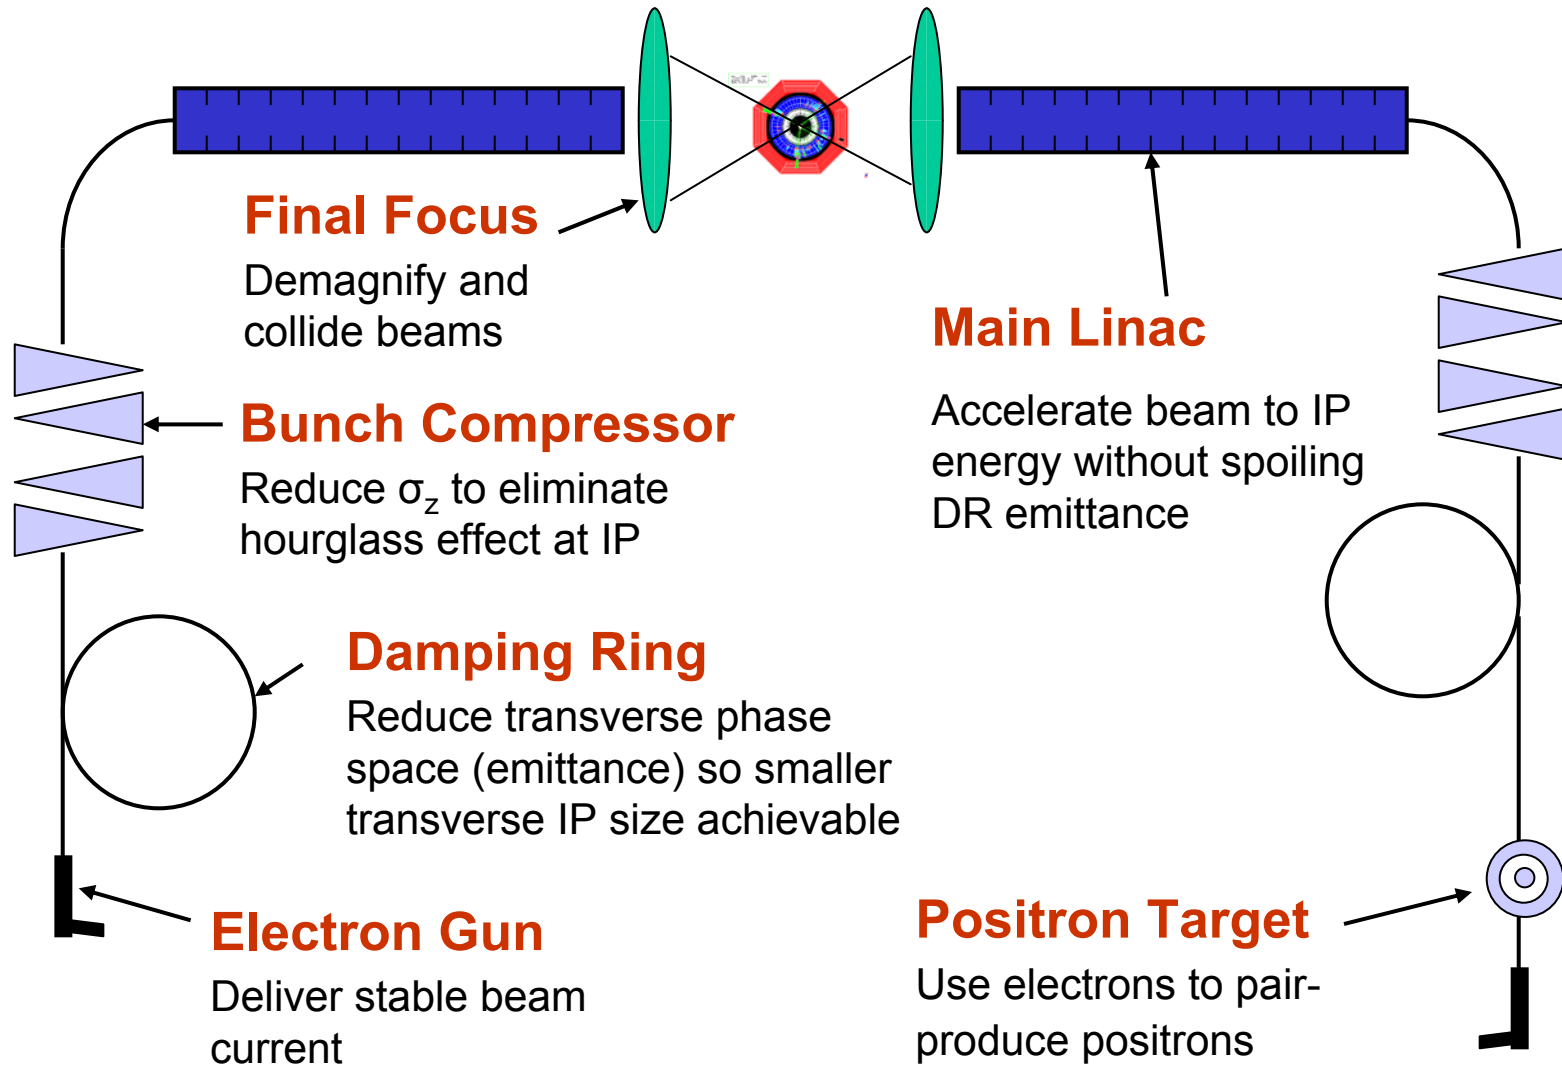 Final Focus
Demagnify and
collide beams
Main Linac
Accelerate beam to IP
energy without spoiling
DR emittance
Bunch Compressor
Reduce σz to eliminate
hourglass effect at IP
Damping Ring
Reduce transverse phase
space (emittance) so smaller
transverse IP size achievable
Electron Gun
Deliver stable beam
current
Positron Target
Use electrons to pair-
produce positrons